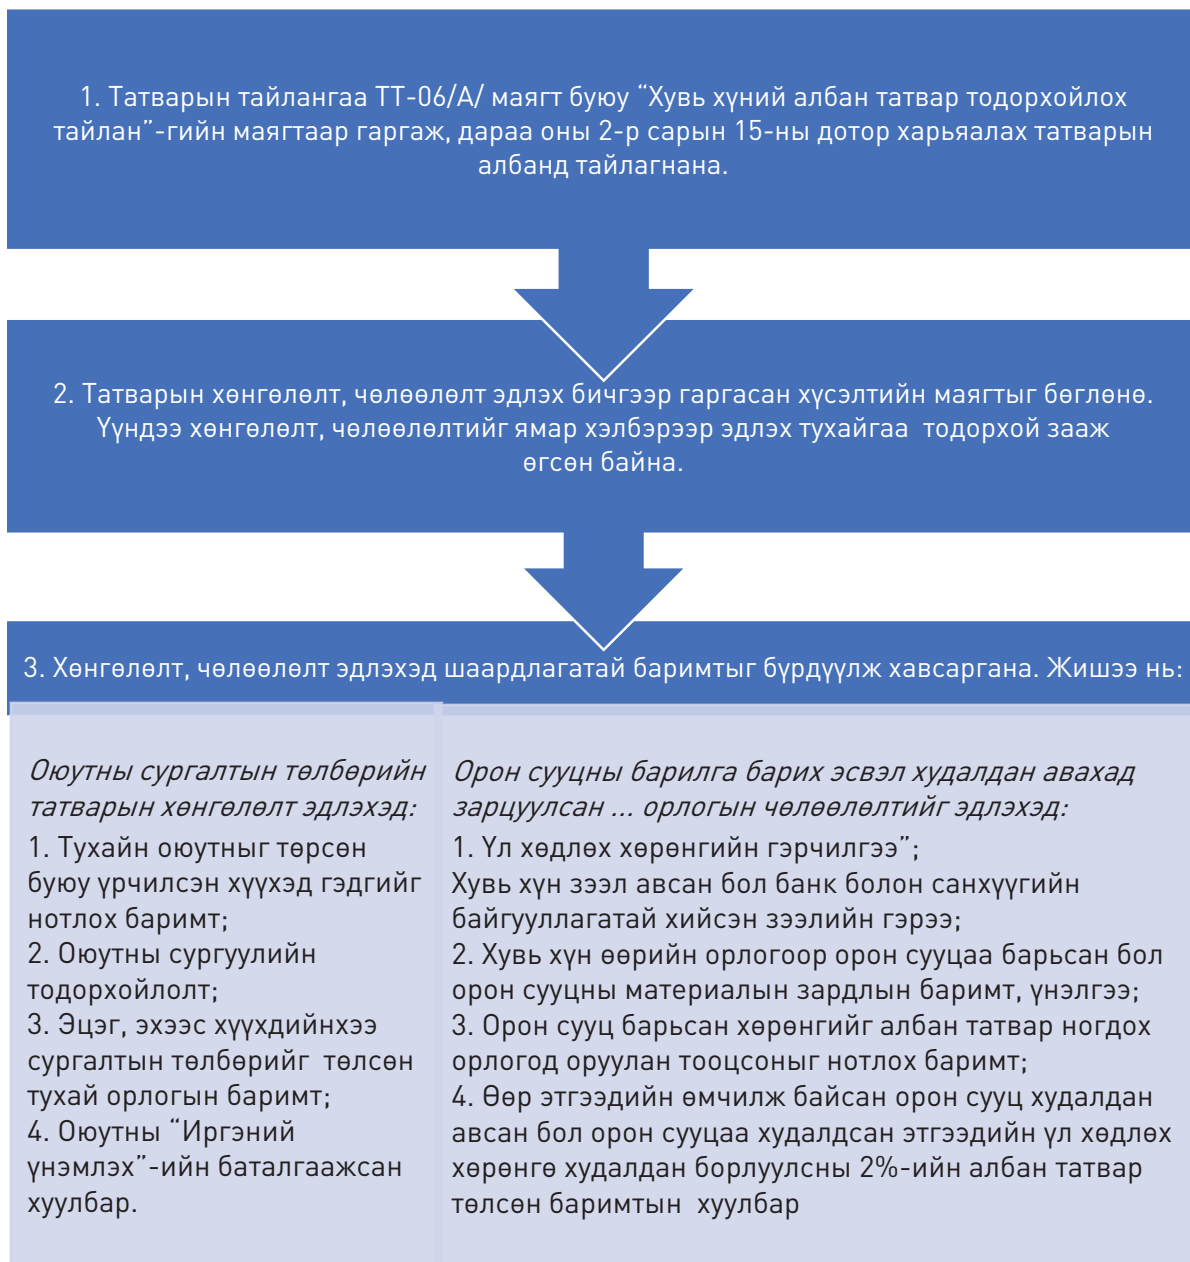 1. Татварын тайлангаа ТТ-06/А/ маягт буюу “Хувь хүний албан татвар тодорхойлох
тайлан”-гийн маягтаар гаргаж, дараа оны 2-р сарын 15-ны дотор харьяалах татварын
албанд тайлагнана.
2. Татварын хөнгөлөлт, чөлөөлөлт эдлэх бичгээр гаргасан хүсэлтийн маягтыг бөглөнө.
Үүндээ хөнгөлөлт, чөлөөлөлтийг ямар хэлбэрээр эдлэх тухайгаа тодорхой зааж
өгсөн байна.
3. Хөнгөлөлт, чөлөөлөлт эдлэхэд шаардлагатай баримтыг бүрдүүлж хавсаргана. Жишээ нь:
Оюутны сургалтын төлбөрийн
татварын хөнгөлөлт эдлэхэд:
1. Тухайн оюутныг төрсөн
буюу үрчилсэн хүүхэд гэдгийг
нотлох баримт;
2. Оюутны сургуулийн
тодорхойлолт;
3. Эцэг, эхээс хүүхдийнхээ
сургалтын төлбөрийг төлсөн
тухай орлогын баримт;
4. Оюутны “Иргэний
үнэмлэх”-ийн баталгаажсан
хуулбар.
Орон сууцны барилга барих эсвэл худалдан авахад
зарцуулсан ... орлогын чөлөөлөлтийг эдлэхэд:
1. Үл хөдлөх хөрөнгийн гэрчилгээ”;
Хувь хүн зээл авсан бол банк болон санхүүгийн
байгууллагатай хийсэн зээлийн гэрээ;
2. Хувь хүн өөрийн орлогоор орон сууцаа барьсан бол
орон сууцны материалын зардлын баримт, үнэлгээ;
3. Орон сууц барьсан хөрөнгийг албан татвар ногдох
орлогод оруулан тооцсоныг нотлох баримт;
4. Өөр этгээдийн өмчилж байсан орон сууц худалдан
авсан бол орон сууцаа худалдсан этгээдийн үл хөдлөх
хөрөнгө худалдан борлуулсны 2%-ийн албан татвар
төлсөн баримтын хуулбар